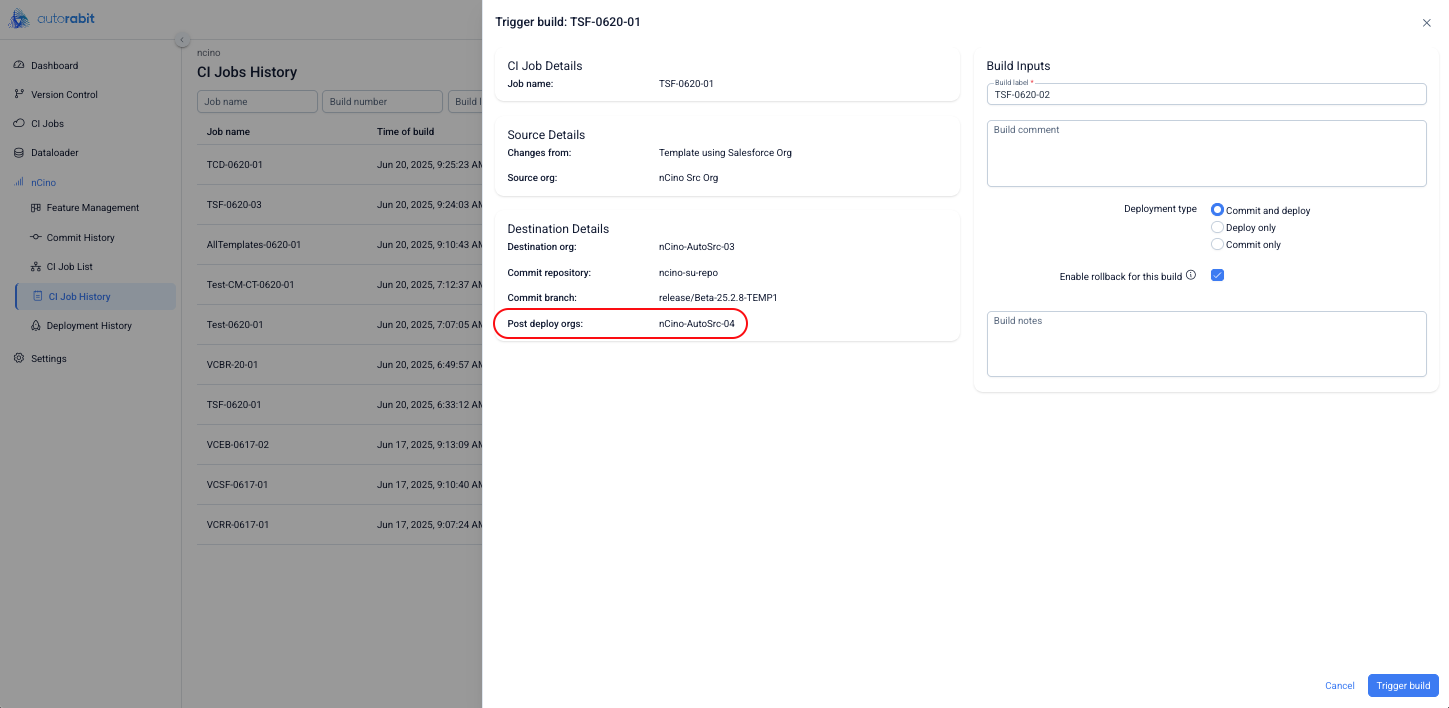 autorabit
Dashboard
Version Control
CI Jobs
Dataloader
nCino
Feature Management
Commit History
CI Job List
CI Job History
Deployment History
Settings
ncino
CI Jobs History
Job name
Build number
Build l
Job name Time of build
TCD-0620-01 Jun 20, 2025, 9:25:23 AM
TSF-0620-03 Jun 20, 2025, 9:24:03 AM
AllTemplates-0620-01 Jun 20, 2025, 9:10:43 AM
Test-CM-CT-0620-01 Jun 20, 2025, 7:12:37 AM
Test-0620-01 Jun 20, 2025, 7:07:05 AM
VCBR-20-01 Jun 20, 2025, 6:49:57 AM
TSF-0620-01 Jun 20, 2025, 6:33:12 AM
VCEB-0617-02 Jun 17, 2025, 9:13:09 AM
VCSF-0617-01 Jun 17, 2025, 9:10:40 AM
VCRR-0617-01 Jun 17, 2025, 9:07:24 AM
Trigger build: TSF-0620-01
CI Job Details
Job name: TSF-0620-01
Source Details
Changes from: Template using Salesforce Org
Source org: nCino Src Org
Destination Details
Destination org: nCino-AutoSrc-03
Commit repository: ncino-su-repo
Commit branch: release/Beta-25.2.8-TEMP1
Post deploy orgs: nCino-AutoSrc-04
Build Inputs
Build label *
TSF-0620-02
Build comment
Deployment type
Commit and deploy
Deploy only
Commit only
Enable rollback for this build
Build notes
Cancel
Trigger build